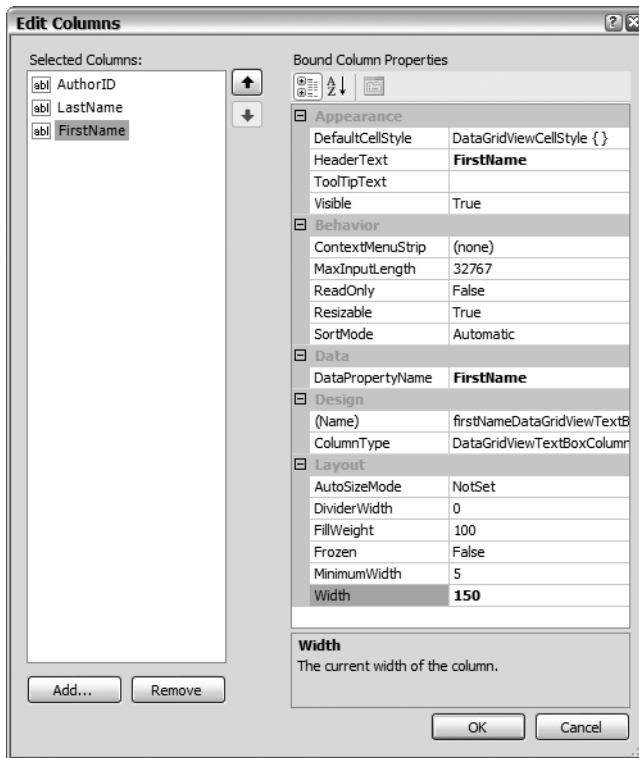 Edit Columns
Selected Columns:
abl AuthorID
abl LastName
abl FirstName
Add...
Remove
Bound Column Properties
Appearance
DefaultCellStyle DataGridViewCellStyle { }
HeaderText FirstName
ToolTipText
Visible True
Behavior
ContextMenuStrip (none)
MaxInputLength 32767
ReadOnly False
Resizable True
SortMode Automatic
Data
DataPropertyName FirstName
Design
(Name) firstNameDataGridViewTextB
ColumnType DataGridViewTextBoxColumn
Layout
AutoSizeMode NotSet
DividerWidth 0
FillWeight 100
Frozen False
MinimumWidth 5
Width 150
Width
The current width of the column.
OK Cancel